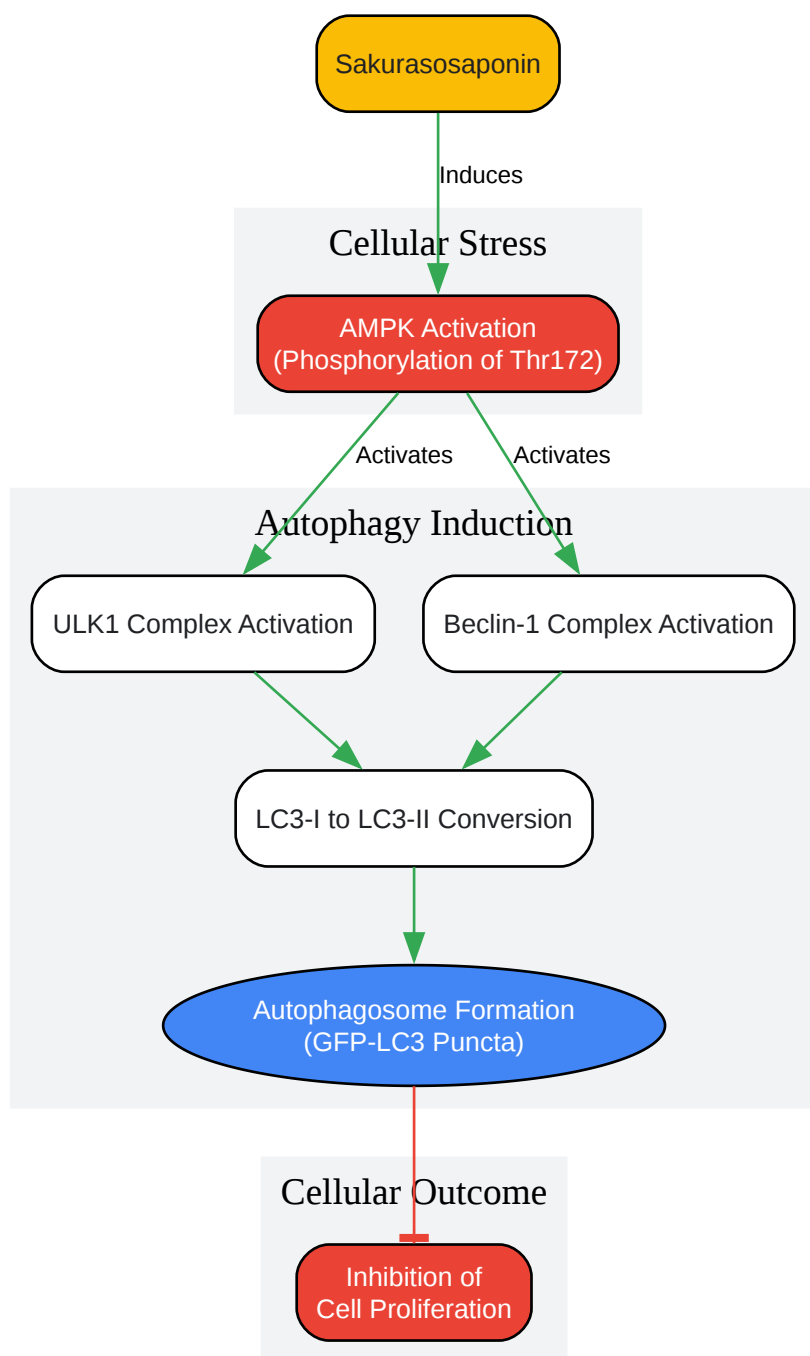 Sakurasosaponin
Induces
Cellular Stress
AMPK Activation
(Phosphorylation of Thr172)
Activates
Activates
Autophagy Induction
ULK1 Complex Activation
Beclin-1 Complex Activation
LC3-I to LC3-II Conversion
Autophagosome Formation
(GFP-LC3 Puncta)
Cellular Outcome
Inhibition of
Cell Proliferation